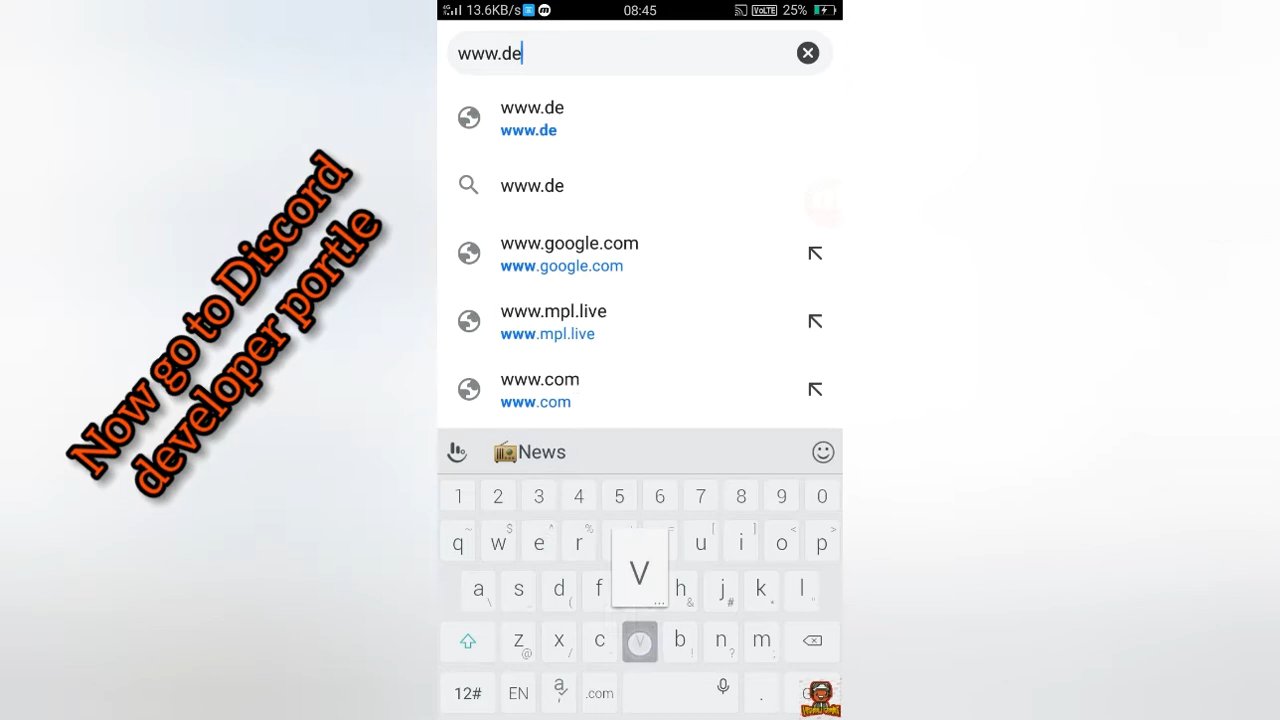 Now go to Discord
developer portle
13.6KB/s 08:45 VoLTE 25%
www.de
www.de
www.de
www.de
www.google.com
www.google.com
www.mpl.live
www.mpl.live
www.com
www.com
News
1 2 3 4 5 6 7 8 9 0
q w e r u i o p
a s d f h j k l
V
z x c v b n m
12# EN .com